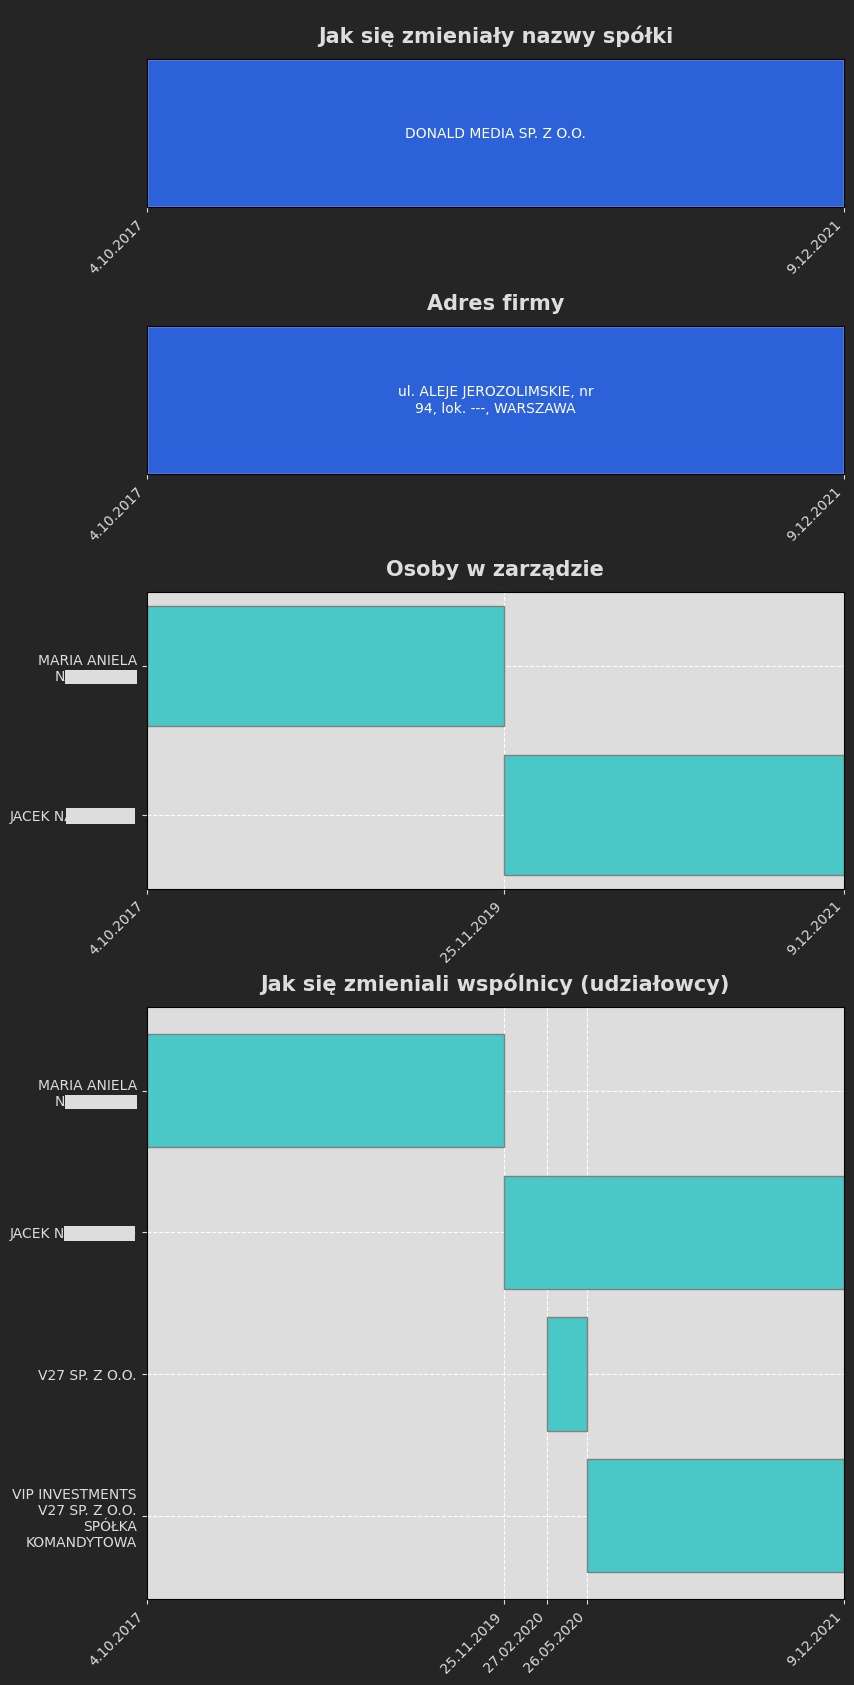 Jak się zmieniały nazwy spółki
DONALD MEDIA SP. Z O.O.
4.10.2017
9.12.2021
Adres firmy
ul. ALEJE JEROZOLIMSKIE, nr
94, lok. ---, WARSZAWA
4.10.2017
9.12.2021
Osoby w zarządzie
MARIA ANIELA
JACEK
4.10.2017
25.11.2019
9.12.2021
Jak się zmieniali wspólnicy (udziałowcy)
MARIA ANIELA
JACEK
V27 SP. Z O.O.
VIP INVESTMENTS
V27 SP. Z O.O.
SPÓŁKA
KOMANDYTOWA
4.10.2017
25.11.2019
27.02.2020
26.05.2020
9.12.2021